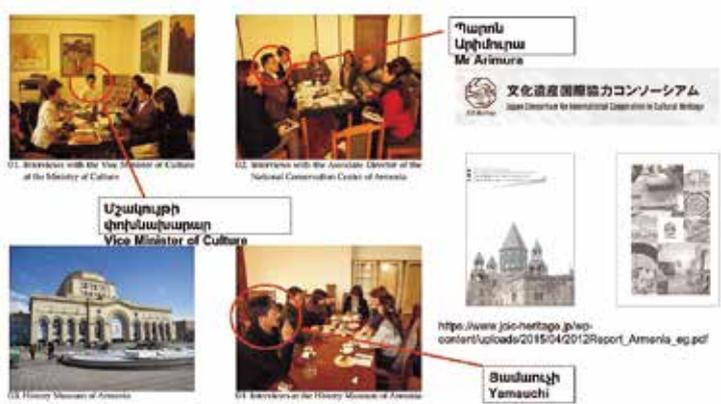 Պարոն
Արիմուրա
Mr Arimura
文化遺産国際協力コンソーシアム
Japan Consortium for International Cooperation in Cultural Heritage
01. Interviews with the Vice Minister of Culture
at the Ministry of Culture
02. Interviews with the Associate Director of the
National Conservation Center of Armenia
Մշակույթի
փոխնախարար
Vice Minister of Culture
https://www.jcic-heritage.jp/wp-
content/uploads/2015/04/2012Report_Armenia_eg.pdf
03. History Museum of Armenia
04. Interviews at the History Museum of Armenia
Յամաուչի
Yamauchi